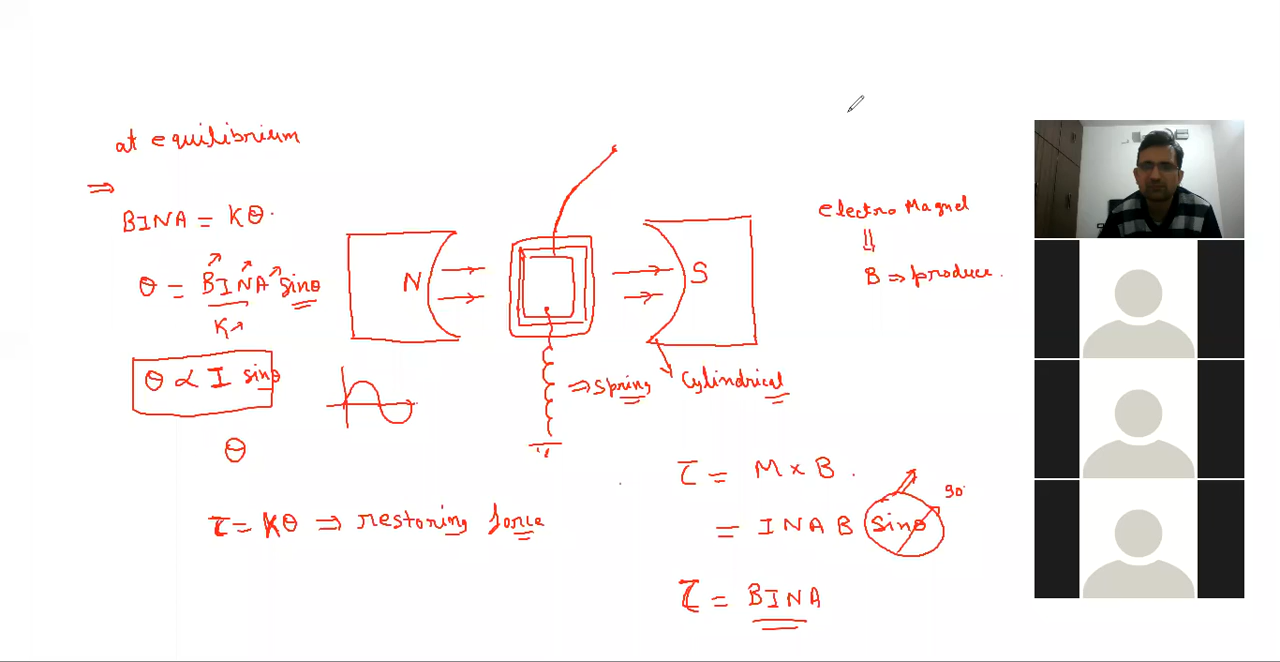 at equilibrium
⇒
BINA = Kθ.
θ = BINA sinθ
K
θ ∝ I sinθ
θ
τ = Kθ ⇒ restoring force
N
S
⇒ Spring
Cylindrical
electro Magnet
⇓
B ⇒ produce.
τ = M × B .
= INAB sinθ
90°
τ = BINA